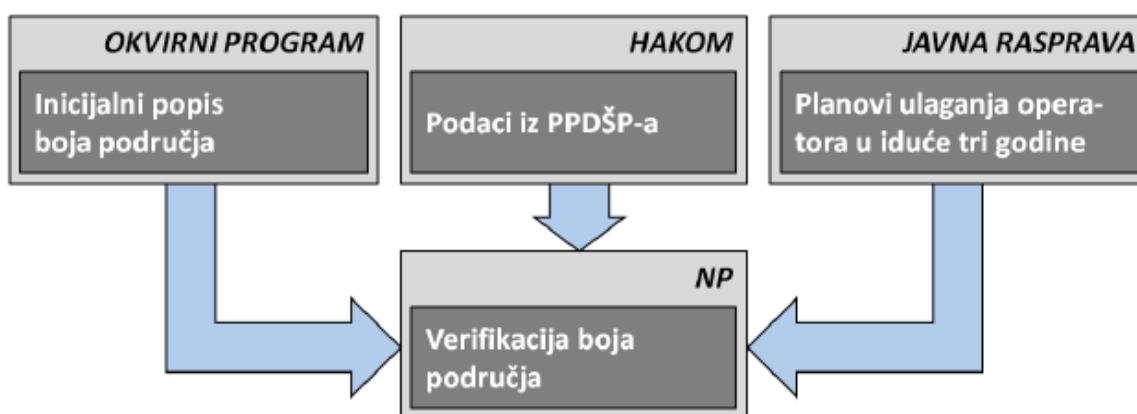 OKVIRNI PROGRAM
Inicijalni popis
boja područja
HAKOM
Podaci iz PPDŠP-a
JAVNA RASPRAVA
Planovi ulaganja opera-
tora u iduće tri godine
NP
Verifikacija boja
područja